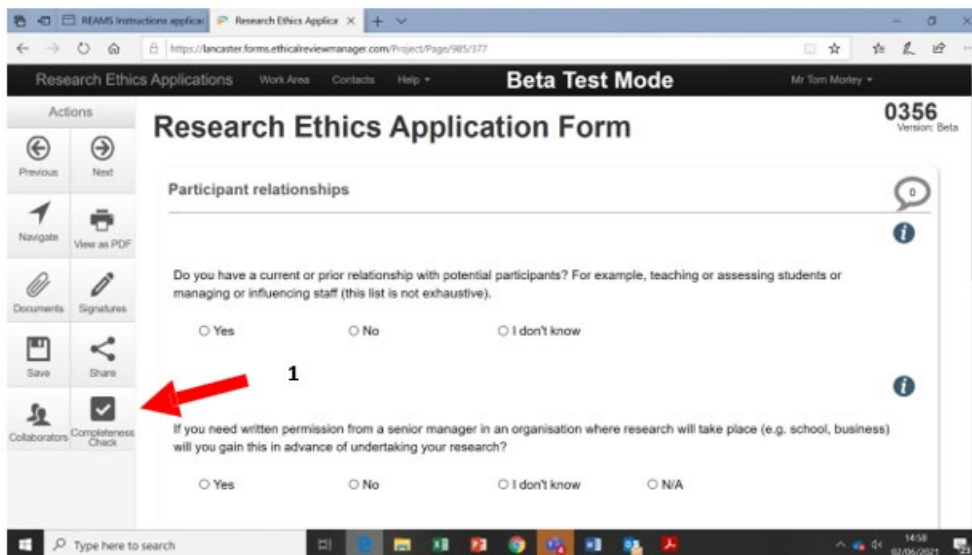 REAMS Instructions applicat
Research Ethics Applica
https://lancaster.forms.ethicalreviewmanager.com/Project/Page/985/377
Research Ethics Applications Work Area Contacts Help Beta Test Mode Mr Tom Morley
Actions
Research Ethics Application Form
0356
Version: Beta
Previous Next
Participant relationships
0
Navigate View as PDF
i
Do you have a current or prior relationship with potential participants? For example, teaching or assessing students or
managing or influencing staff (this list is not exhaustive).
Documents Signatures
Yes No I don't know
Save Share
1
i
Collaborators Completeness
Check
If you need written permission from a senior manager in an organisation where research will take place (e.g. school, business)
will you gain this in advance of undertaking your research?
Yes No I don't know N/A
Type here to search
14:58
02/06/2021